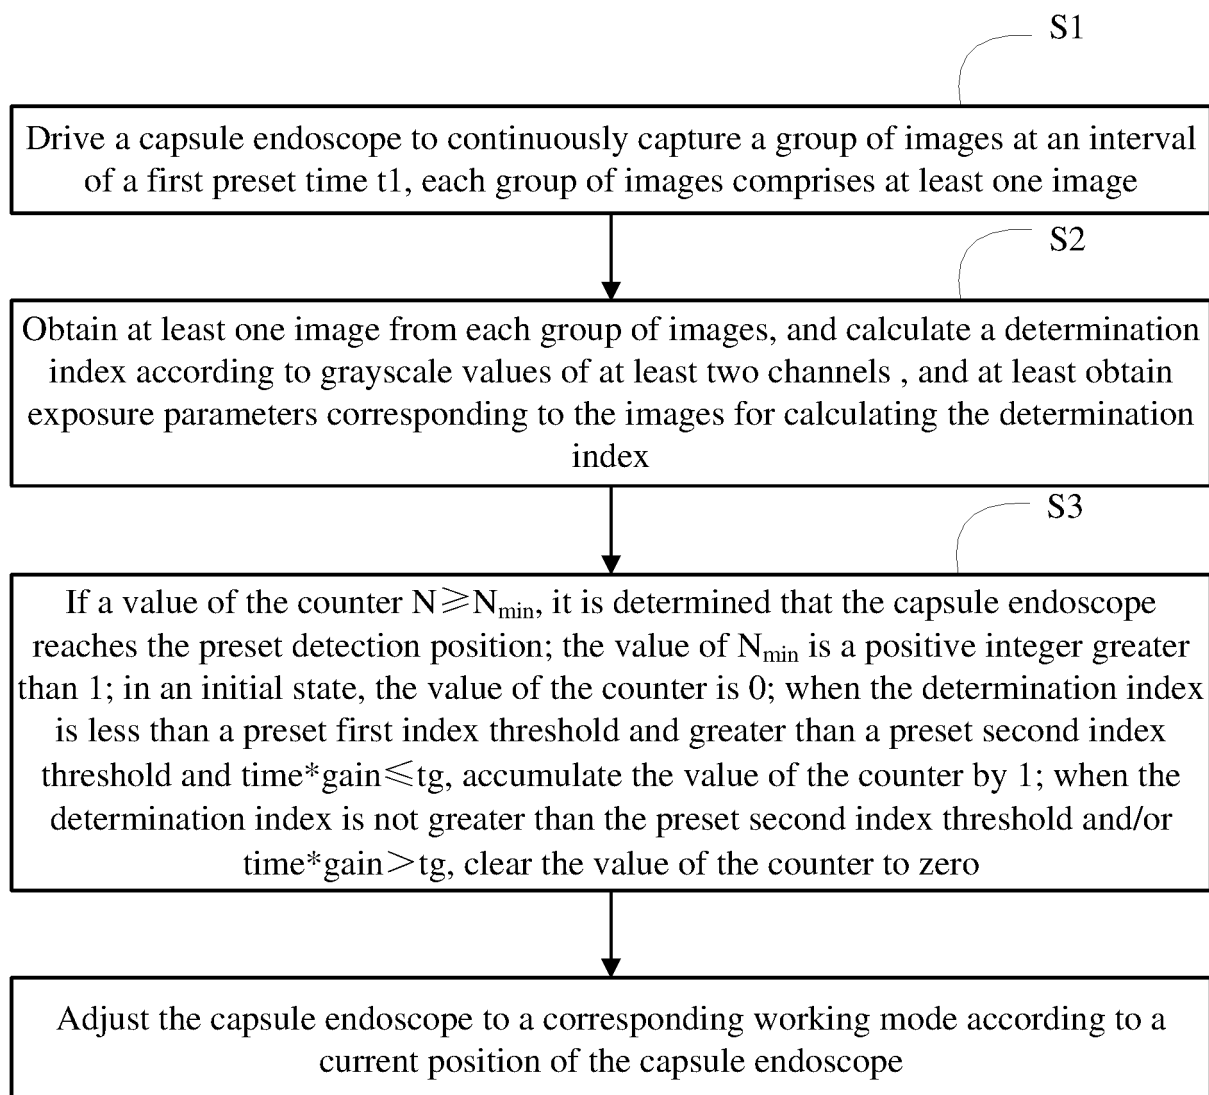 S1
Drive a capsule endoscope to continuously capture a group of images at an interval
of a first preset time t1, each group of images comprises at least one image
S2
Obtain at least one image from each group of images, and calculate a determination
index according to grayscale values of at least two channels , and at least obtain
exposure parameters corresponding to the images for calculating the determination
index
S3
If a value of the counter N≥Nmin, it is determined that the capsule endoscope
reaches the preset detection position; the value of Nmin is a positive integer greater
than 1; in an initial state, the value of the counter is 0; when the determination index
is less than a preset first index threshold and greater than a preset second index
threshold and time*gain≤tg, accumulate the value of the counter by 1; when the
determination index is not greater than the preset second index threshold and/or
time*gain>tg, clear the value of the counter to zero
Adjust the capsule endoscope to a corresponding working mode according to a
current position of the capsule endoscope